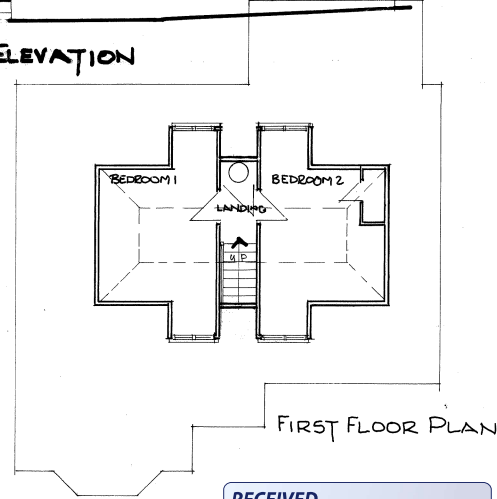 ELEVATION
BEDROOM 1
BEDROOM 2
LANDING
UP
FIRST FLOOR PLAN
RECEIVED